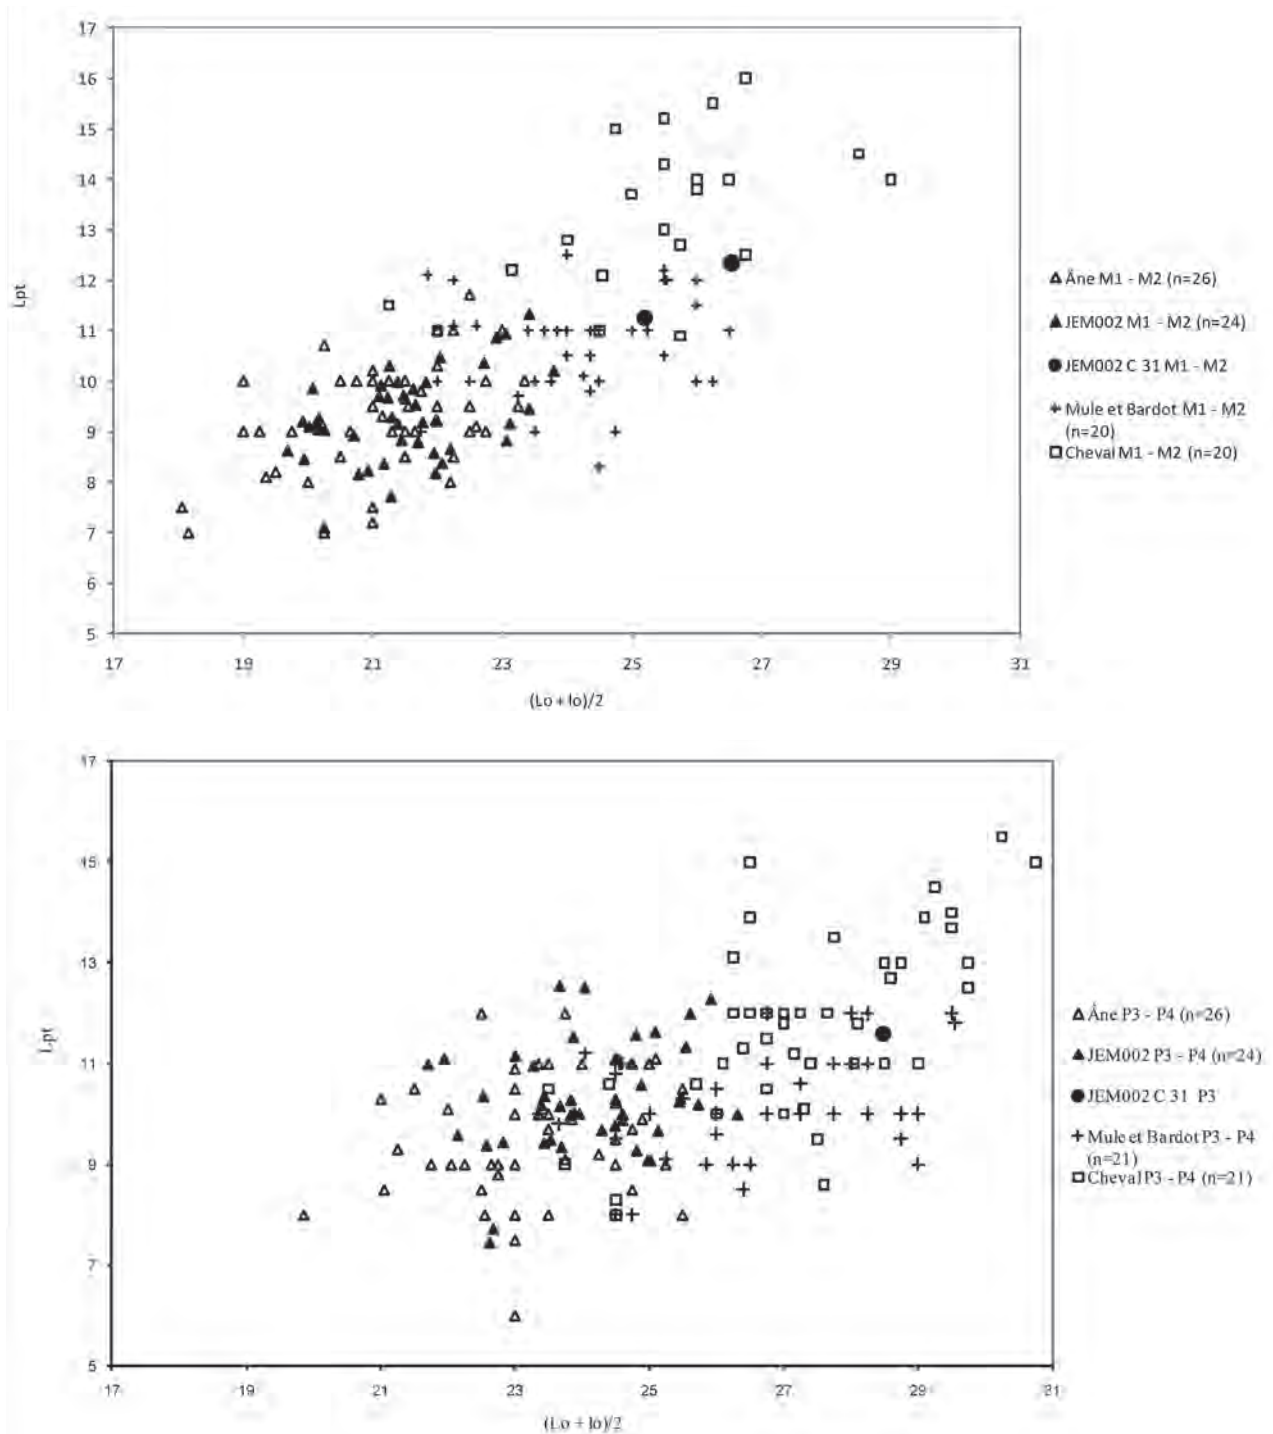 17
16
15
14
13
12
11
10
9
8
7
6
5
Lpt
17 19 21 23 25 27 29 31
(Lo + lo)/2
Âne M1 - M2 (n=26)
JEM002 M1 - M2 (n=24)
JEM002 C 31 M1 - M2
Mule et Bardot M1 - M2
(n=20)
Cheval M1 - M2 (n=20)
17
15
13
11
9
7
5
Lpt
17 19 21 23 25 27 29 31
(Lo + lo)/2
Âne P3 - P4 (n=26)
JEM002 P3 - P4 (n=24)
JEM002 C 31 P3
Mule et Bardot P3 - P4
(n=21)
Cheval P3 - P4 (n=21)